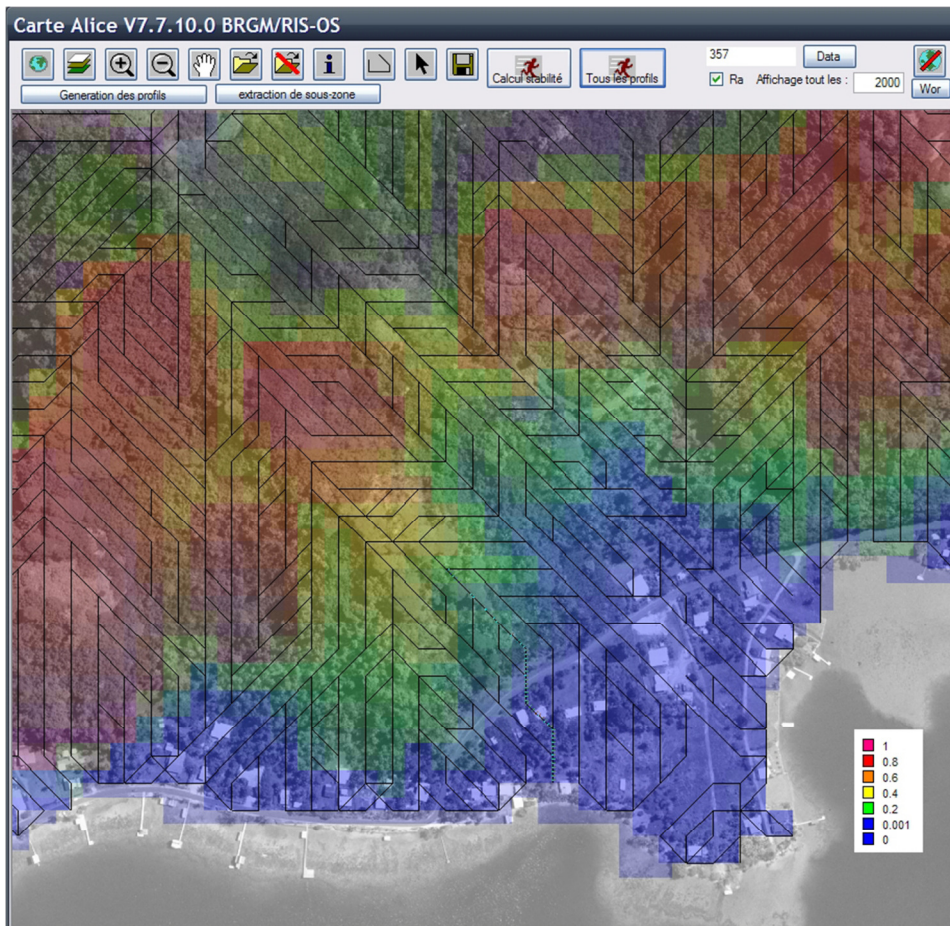 Carte Alice V7.7.10.0 BRGM/RIS-OS
Calcul stabilité
Tous les profils
357
Data
Ra Affichage tout les : 2000
Wor
Generation des profils
extraction de sous-zone
1
0.8
0.6
0.4
0.2
0.001
0